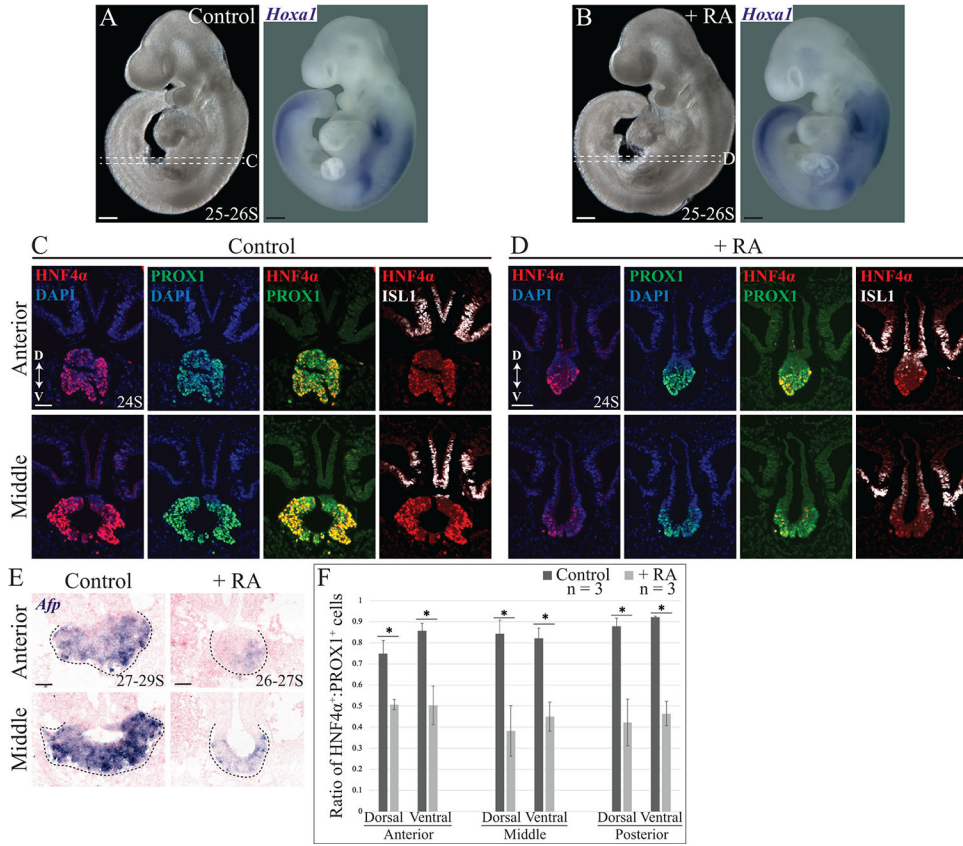 A
Control
Hoxa1
C
25-26S
B
+ RA
Hoxa1
D
25-26S
C
Control
Anterior
HNF4α
DAPI
D
V
24S
PROX1
DAPI
HNF4α
PROX1
HNF4α
ISL1
Middle
D
+ RA
HNF4α
DAPI
D
V
24S
PROX1
DAPI
HNF4α
PROX1
HNF4α
ISL1
E
Control
+ RA
Anterior
Afp
27-29S
26-27S
Middle
F
Control
n = 3
+ RA
n = 3
Ratio of HNF4α⁺:PROX1⁺ cells
1
0.9
0.8
0.7
0.6
0.5
0.4
0.3
0.2
0.1
0
* * * * * *
Dorsal Ventral Dorsal Ventral Dorsal Ventral
Anterior Middle Posterior